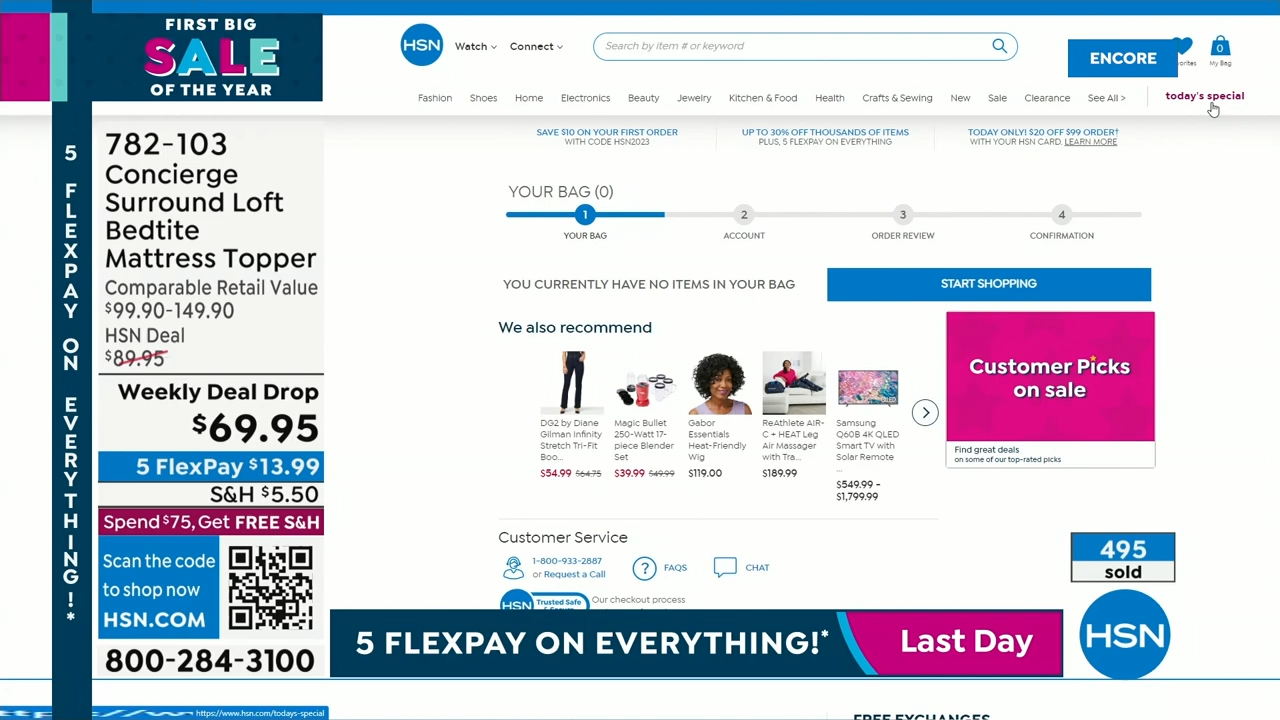 FIRST BIG
SALE
OF THE YEAR
5 FLEXPAY ON EVERYTHING!*
782-103
Concierge
Surround Loft
Bedtite
Mattress Topper
Comparable Retail Value
$99.90-149.90
HSN Deal
$89.95
Weekly Deal Drop
$69.95
5 FlexPay $13.99
S&H $5.50
Spend $75, Get FREE S&H
Scan the code
to shop now
HSN.COM
800-284-3100
https://www.hsn.com/todays-special
HSN
Watch
Connect
Search by item # or keyword
ENCORE
orites
0
My Bag
Fashion Shoes Home Electronics Beauty Jewelry Kitchen & Food Health Crafts & Sewing New Sale Clearance See All >
today's special
SAVE $10 ON YOUR FIRST ORDER
WITH CODE HSN2023
UP TO 30% OFF THOUSANDS OF ITEMS
PLUS, 5 FLEXPAY ON EVERYTHING
TODAY ONLY! $20 OFF $99 ORDER†
WITH YOUR HSN CARD. LEARN MORE
YOUR BAG (0)
1 2 3 4
YOUR BAG ACCOUNT ORDER REVIEW CONFIRMATION
YOU CURRENTLY HAVE NO ITEMS IN YOUR BAG
START SHOPPING
We also recommend
DG2 by Diane
Gilman Infinity
Stretch Tri-Fit
Boo...
$54.99 $64.75
Magic Bullet
250-Watt 17-
piece Blender
Set
$39.99 $49.99
Gabor
Essentials
Heat-Friendly
Wig
$119.00
ReAthlete AIR-
C + HEAT Leg
Air Massager
with Tra...
$189.99
Samsung
Q60B 4K QLED
Smart TV with
Solar Remote
...
$549.99 -
$1,799.99
Customer Picks
on sale
Find great deals
on some of our top-rated picks
Customer Service
1-800-933-2887
or Request a Call
FAQS
CHAT
HSN
Trusted Safe
Our checkout process
495
sold
5 FLEXPAY ON EVERYTHING!*
Last Day
HSN
FREE EXCHANGES